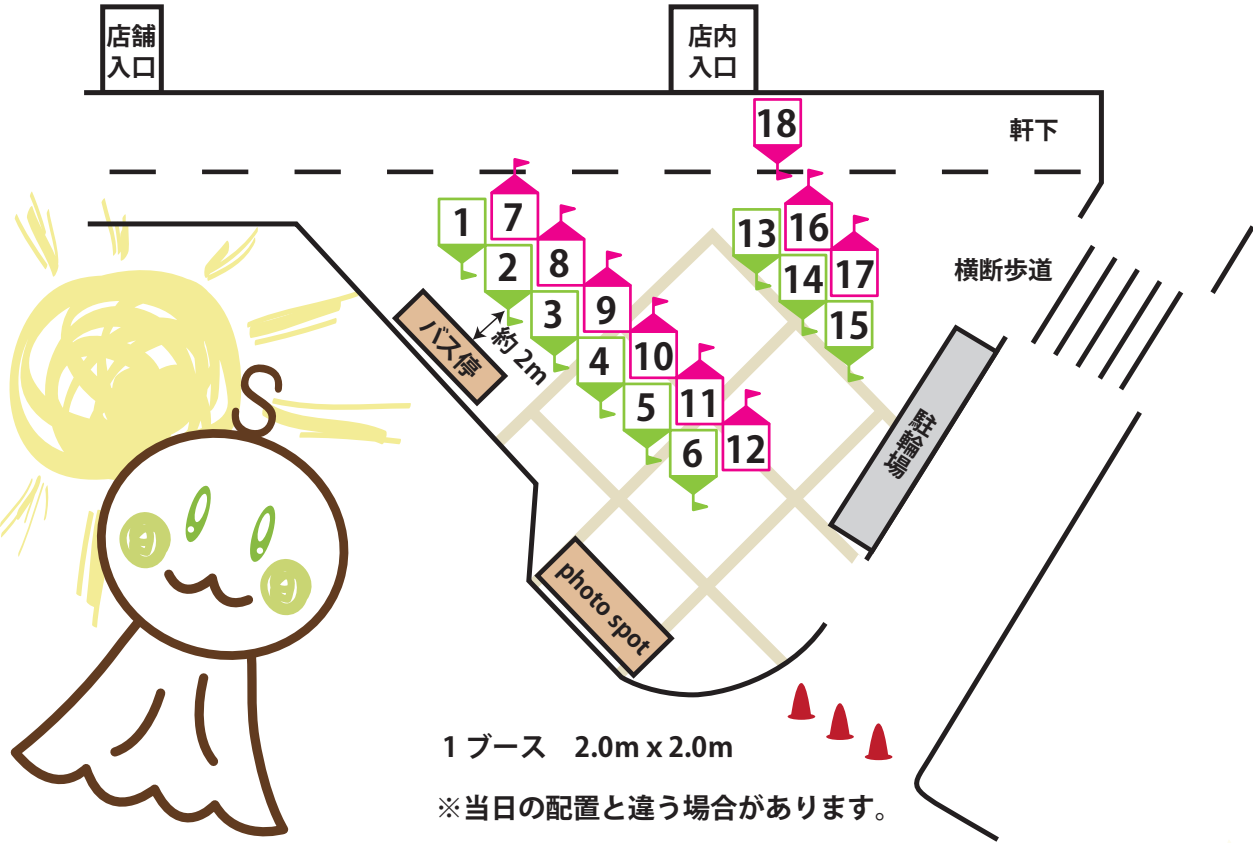 店舗
入口
店内
入口
18
軒下
1
7
2
8
3
9
4
10
5
11
6
12
13
16
14
17
15
横断歩道
バス停
約 2m
駐輪場
photo spot
1 ブース　2.0m x 2.0m
※当日の配置と違う場合があります。